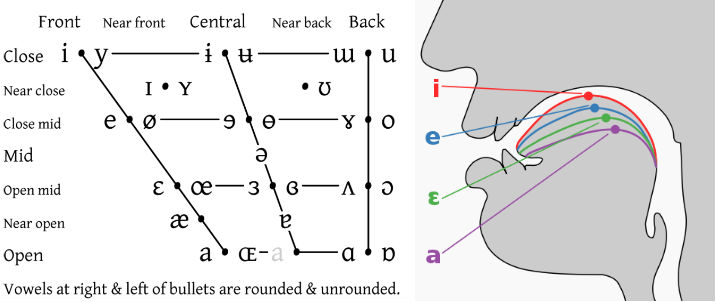 Front Near front Central Near back Back
Close i y ɨ ʉ ɯ u
Near close ɪ ʏ ʊ
Close mid e ø ɘ ɵ ɤ o
Mid ə
Open mid ɛ œ ɜ ɞ ʌ ɔ
Near open æ ɐ
Open a ɶ a ɑ ɒ
Vowels at right & left of bullets are rounded & unrounded.
i
e
ɛ
a